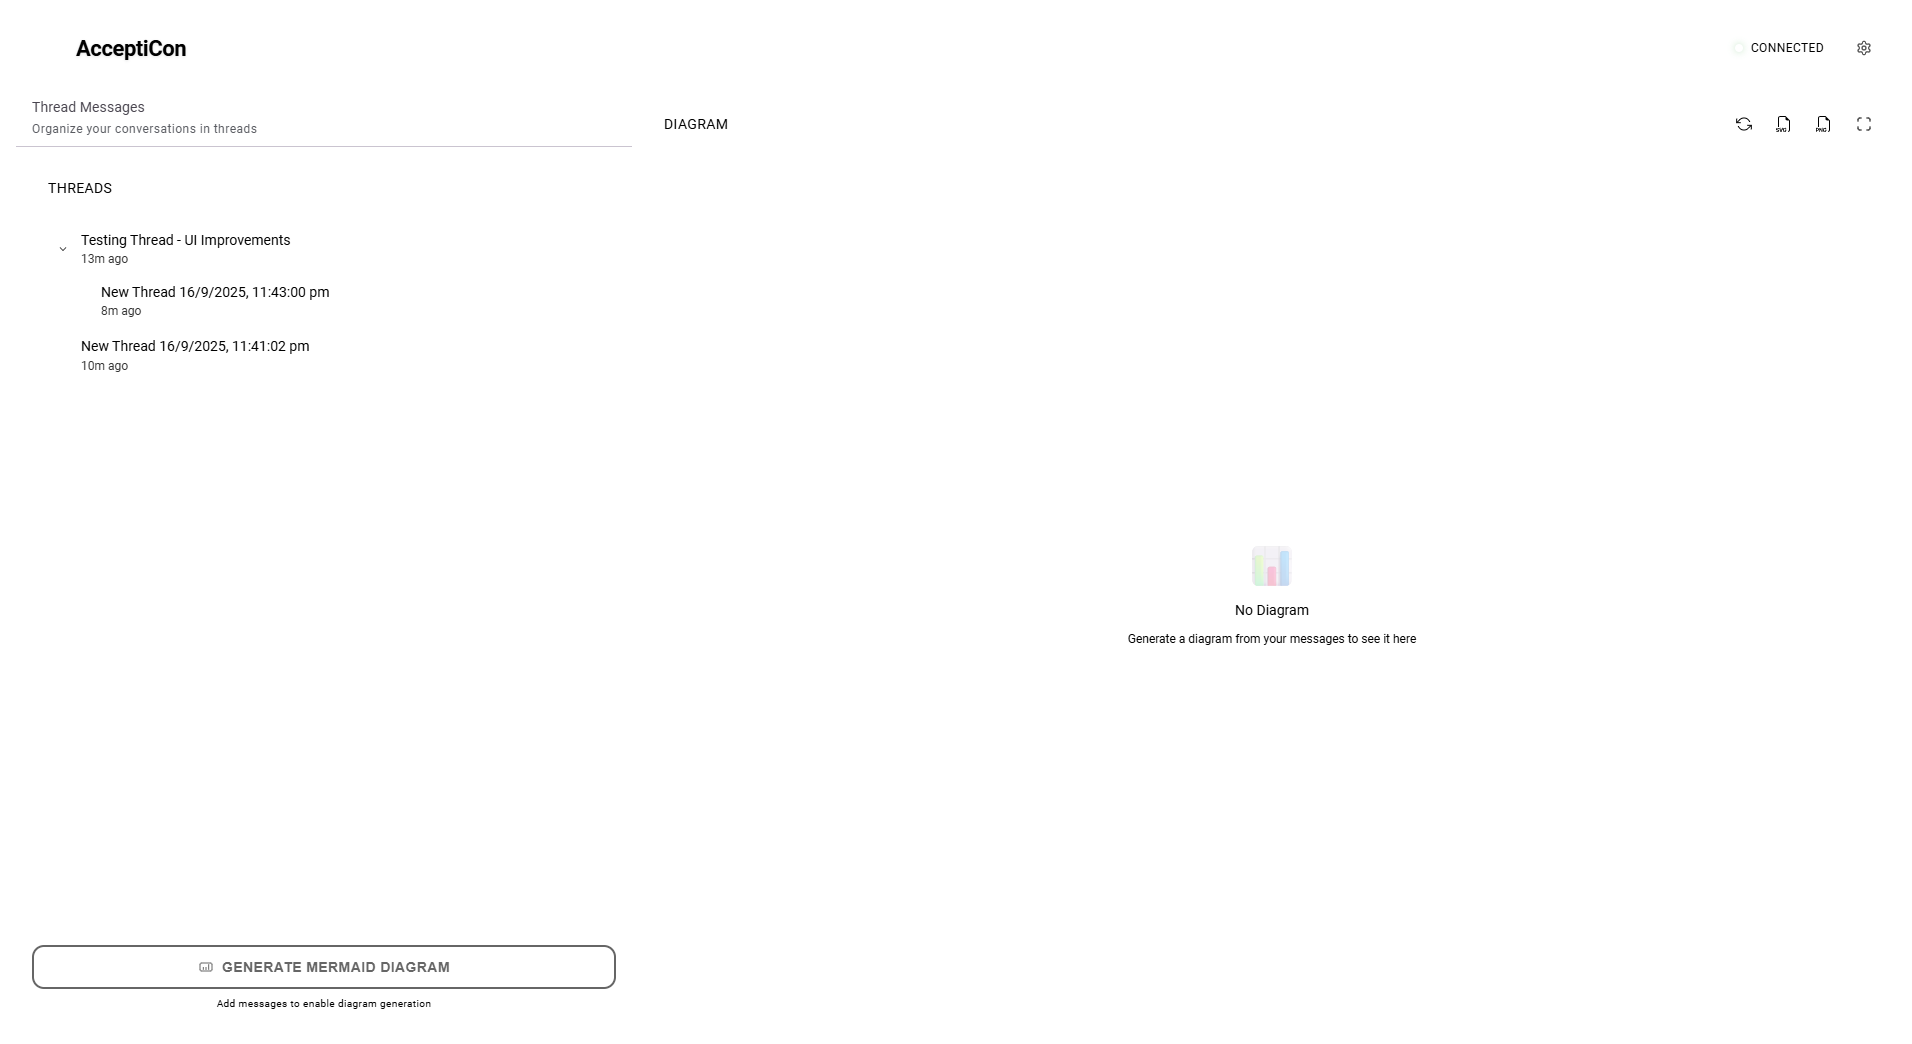 AcceptiCon
CONNECTED
Thread Messages
Organize your conversations in threads
DIAGRAM
SVG
PNG
THREADS
Testing Thread - UI Improvements
13m ago
New Thread 16/9/2025, 11:43:00 pm
8m ago
New Thread 16/9/2025, 11:41:02 pm
10m ago
No Diagram
Generate a diagram from your messages to see it here
GENERATE MERMAID DIAGRAM
Add messages to enable diagram generation